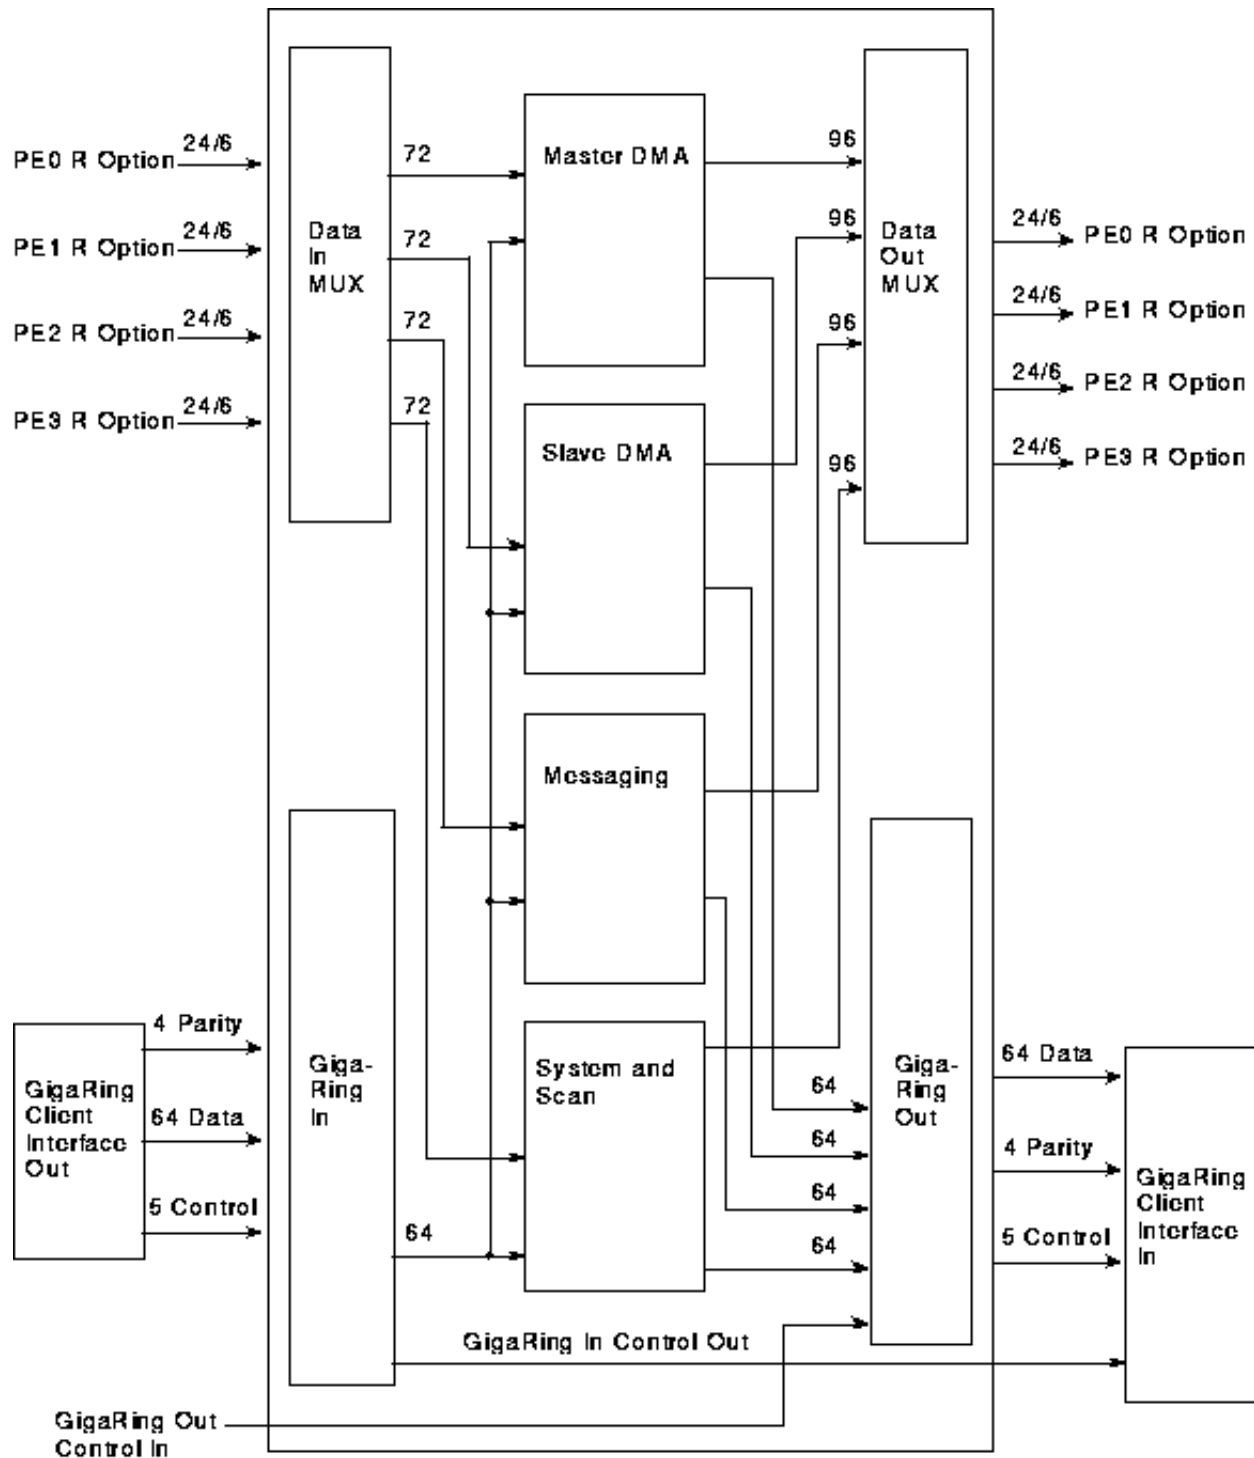 24/6
PE0 R Option
24/6
PE1 R Option
24/6
PE2 R Option
24/6
PE3 R Option
Data
In
MUX
72
72
72
72
Master DMA
Slave DMA
Messaging
System and
Scan
96
96
96
96
Data
Out
MUX
24/6
PE0 R Option
24/6
PE1 R Option
24/6
PE2 R Option
24/6
PE3 R Option
GigaRing
Client
Interface
Out
4 Parity
64 Data
5 Control
Giga-
Ring
In
64
64
64
64
64
Giga-
Ring
Out
64 Data
4 Parity
5 Control
GigaRing
Client
Interface
In
GigaRing In Control Out
GigaRing Out
Control In